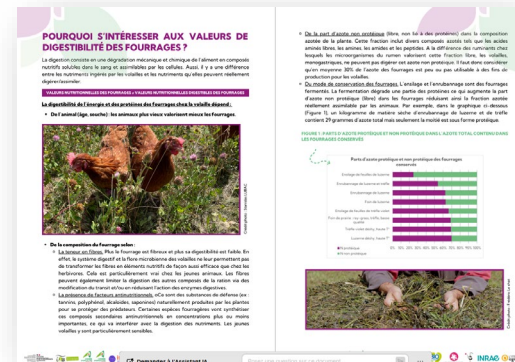 POURQUOI S'INTÉRESSER AUX VALEURS DE
DIGESTIBILITÉ DES FOURRAGES ?
La digestion consiste en une dégradation mécanique et chimique de l'aliment en composés
nutritifs solubles dans le sang et assimilables par les cellules. Aussi, il y a une différence
entre les nutriments ingérés par les volailles et les nutriments qu'elles peuvent réellement
digérer/assimiler.
VALEURS NUTRITIONNELLES DES FOURRAGES ≠ VALEURS NUTRITIONNELLES DIGESTIBLES DES FOURRAGES
La digestibilité de l'énergie et des protéines des fourrages chez la volaille dépend :
• De l'animal (âge, souche) : les animaux plus vieux valorisent mieux les fourrages.
• De la composition du fourrage selon :
La teneur en fibres. Plus le fourrage est fibreux et plus sa digestibilité est faible. En
effet, le système digestif et la flore microbienne des volailles ne leur permettent pas
de transformer les fibres en éléments nutritifs de façon aussi efficace que chez les
herbivores. Cela est particulièrement vrai chez les jeunes animaux. Les fibres
peuvent également limiter la digestion des autres composés de la ration via des
modification du transit et/ou en réduisant l'action des enzymes digestives.
La présence de facteurs antinutritionnels. Ce sont des substances de défense (ex :
tanins, polyphénol, alcaloïdes, saponines) naturellement produites par les plantes
pour se protéger des prédateurs. Certaines espèces fourragères vont synthétiser
ces composés secondaires antinutritionnels en concentrations plus ou moins
importantes, ce qui va interférer avec la digestion des nutriments. Les jeunes
volailles y sont particulièrement sensibles.
De la part d'azote non protéique (libre, non lié à des protéines) dans la composition
azotée de la plante. Cette fraction inclut divers composés azotés tels que les acides
aminés libres, les amines, les amides et les peptides. A la différence des ruminants chez
lesquels les microorganismes du rumen valorisent cette fraction libre, les volailles,
monogastriques, ne peuvent pas digérer cet azote non protéique. Il faut donc considérer
qu'en moyenne 30% de l'azote des fourrages est peu ou pas utilisable à des fins de
production pour les volailles.
Du mode de conservation des fourrages. L'ensilage et l'enrubannage sont des fourrages
fermentés. La fermentation dégrade une partie des protéines ce qui augmente la part
d'azote non protéique (libre) dans les fourrages réduisant ainsi la fraction azotée
réellement assimilable par les animaux. Par exemple, dans le graphique ci-dessous
(Figure 1), un kilogramme de matière sèche d'enrubannage de luzerne et de trèfle
contient 29 grammes d'azote total mais seulement la moitié est sous forme protéique.
FIGURE 1: PARTS D'AZOTE PROTÉIQUE ET NON PROTÉIQUE DANS L'AZOTE TOTAL CONTENU DANS
LES FOURRAGES CONSERVÉS
Parts d'azote protéique et non protéique des fourrages
conservés
Ensilage de feuilles de luzerne
Enrubannage de luzerne et trèfle
Enrubannage de luzerne
Foin de luzerne
0% 10% 20% 30% 40% 50% 60% 70% 80% 90% 100%
N protéique
N non protéique
Demandez à l'Assistant IA
INRAE